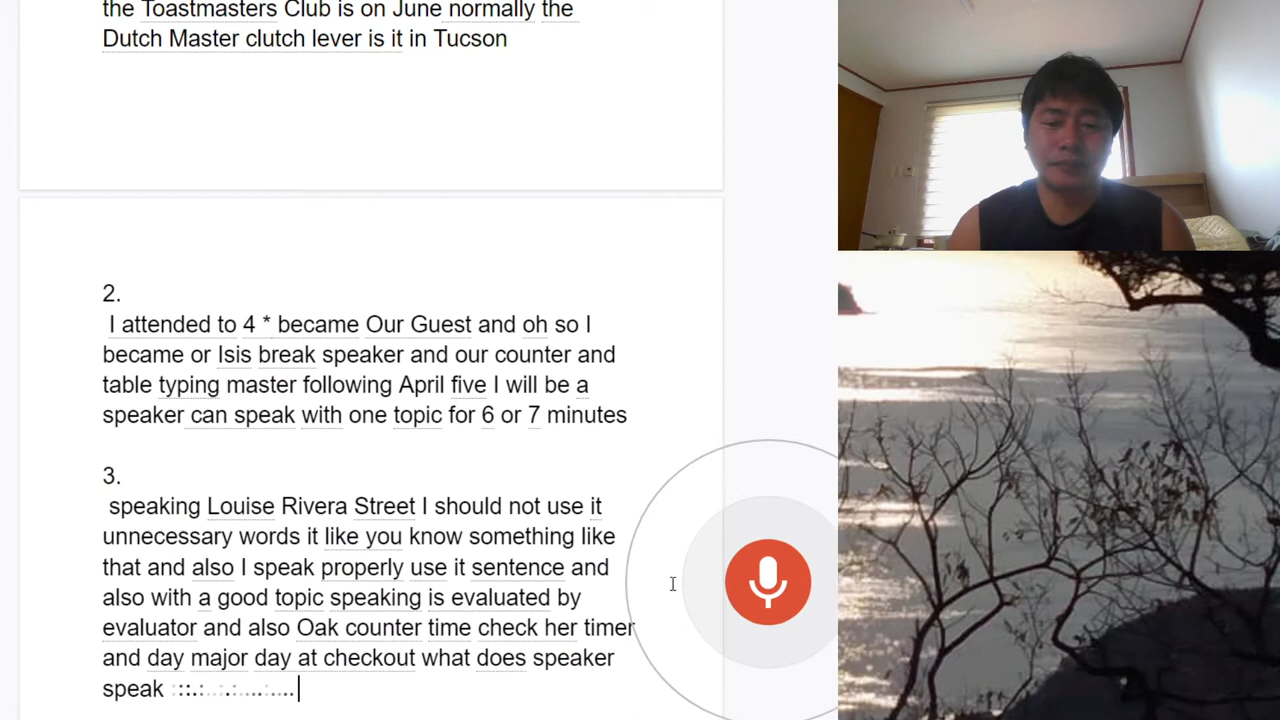 the Toastmasters Club is on June normally the
Dutch Master clutch lever is it in Tucson
2.
I attended to 4 * became Our Guest and oh so I
became or Isis break speaker and our counter and
table typing master following April five I will be a
speaker can speak with one topic for 6 or 7 minutes
3.
speaking Louise Rivera Street I should not use it
unnecessary words it like you know something like
that and also I speak properly use it sentence and
also with a good topic speaking is evaluated by
evaluator and also Oak counter time check her timer
and day major day at checkout what does speaker
speak